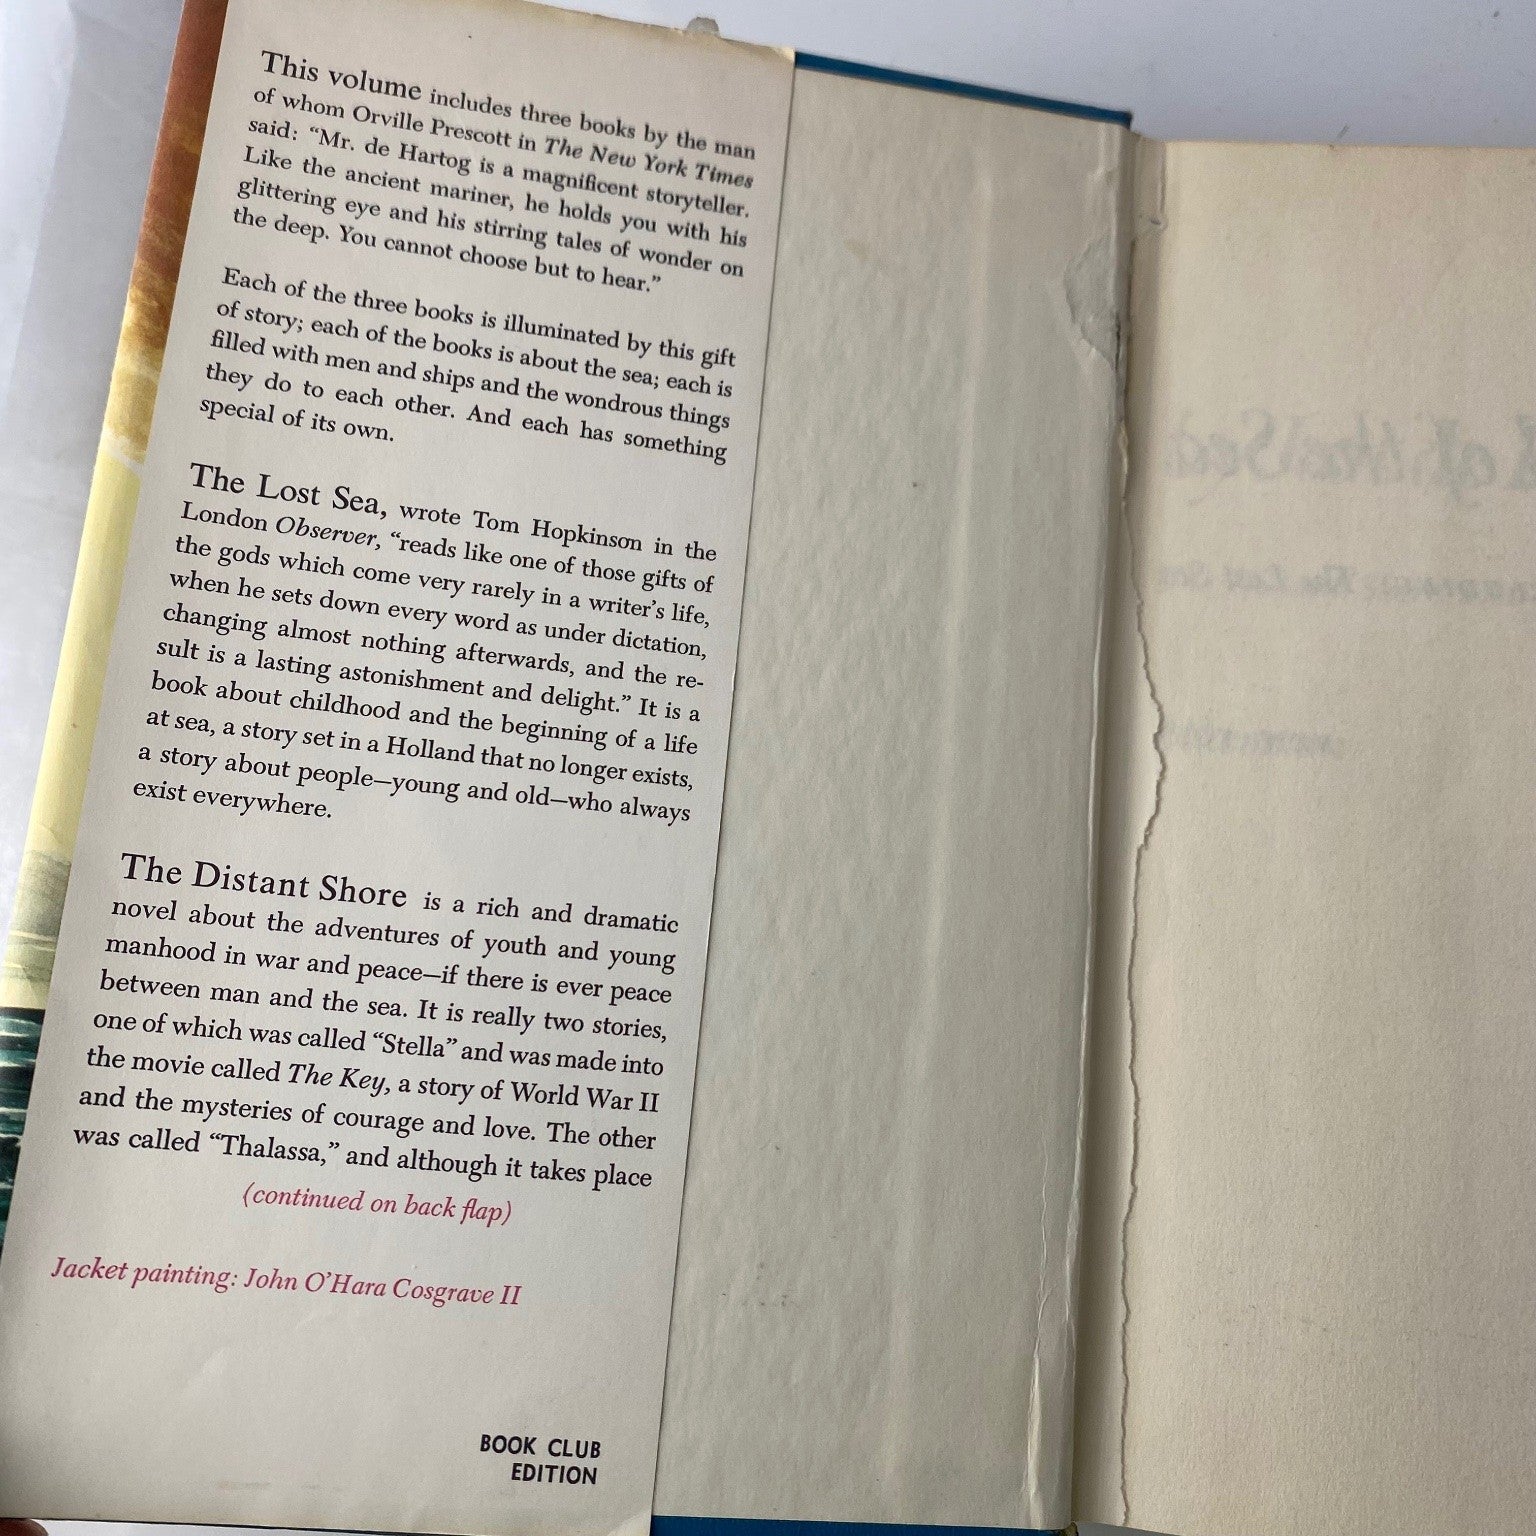 This volume includes three books by the man
of whom Orville Prescott in The New York Times
said: “Mr. de Hartog is a magnificent storyteller.
Like the ancient mariner, he holds you with his
glittering eye and his stirring tales of wonder on
the deep. You cannot choose but to hear.”
Each of the three books is illuminated by this gift
of story; each of the books is about the sea; each is
filled with men and ships and the wondrous things
they do to each other. And each has something
special of its own.
The Lost Sea, wrote Tom Hopkinson in the
London Observer, “reads like one of those gifts of
the gods which come very rarely in a writer’s life,
when he sets down every word as under dictation,
changing almost nothing afterwards, and the re-
sult is a lasting astonishment and delight.” It is a
book about childhood and the beginning of a life
at sea, a story set in a Holland that no longer exists,
a story about people—young and old—who always
exist everywhere.
The Distant Shore is a rich and dramatic
novel about the adventures of youth and young
manhood in war and peace—if there is ever peace
between man and the sea. It is really two stories,
one of which was called “Stella” and was made into
the movie called The Key, a story of World War II
and the mysteries of courage and love. The other
was called “Thalassa,” and although it takes place
(continued on back flap)
Jacket painting: John O’Hara Cosgrave II
BOOK CLUB
EDITION